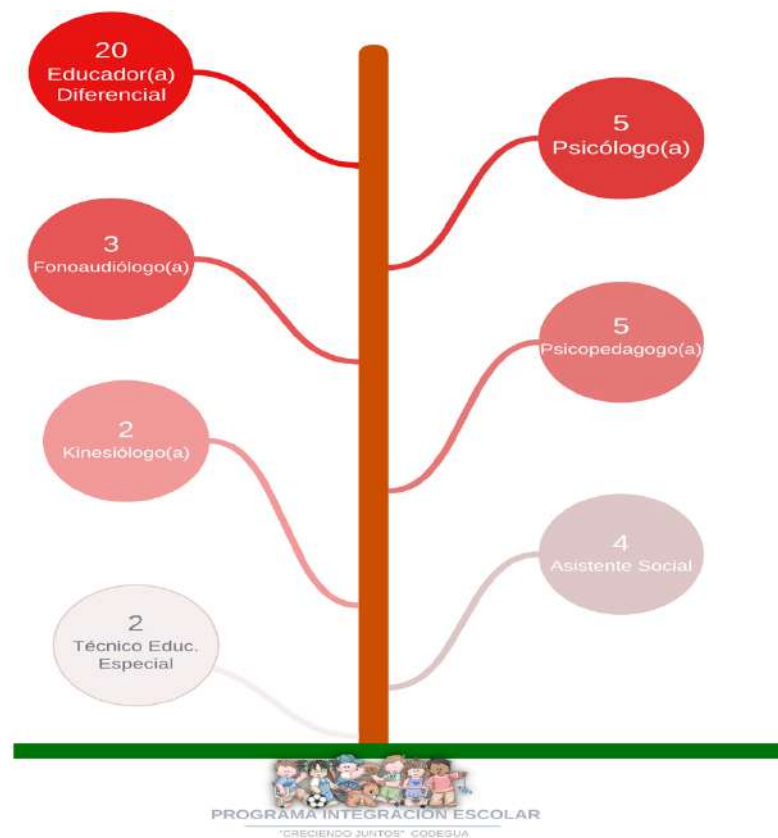 20
Educador(a)
Diferencial
5
Psicólogo(a)
3
Fonoaudiólogo(a)
5
Psicopedagogo(a)
2
Kinesiólogo(a)
4
Asistente Social
2
Técnico Educ.
Especial
PROGRAMA INTEGRACION ESCOLAR
"CRECIENDO JUNTOS" CODEGUA